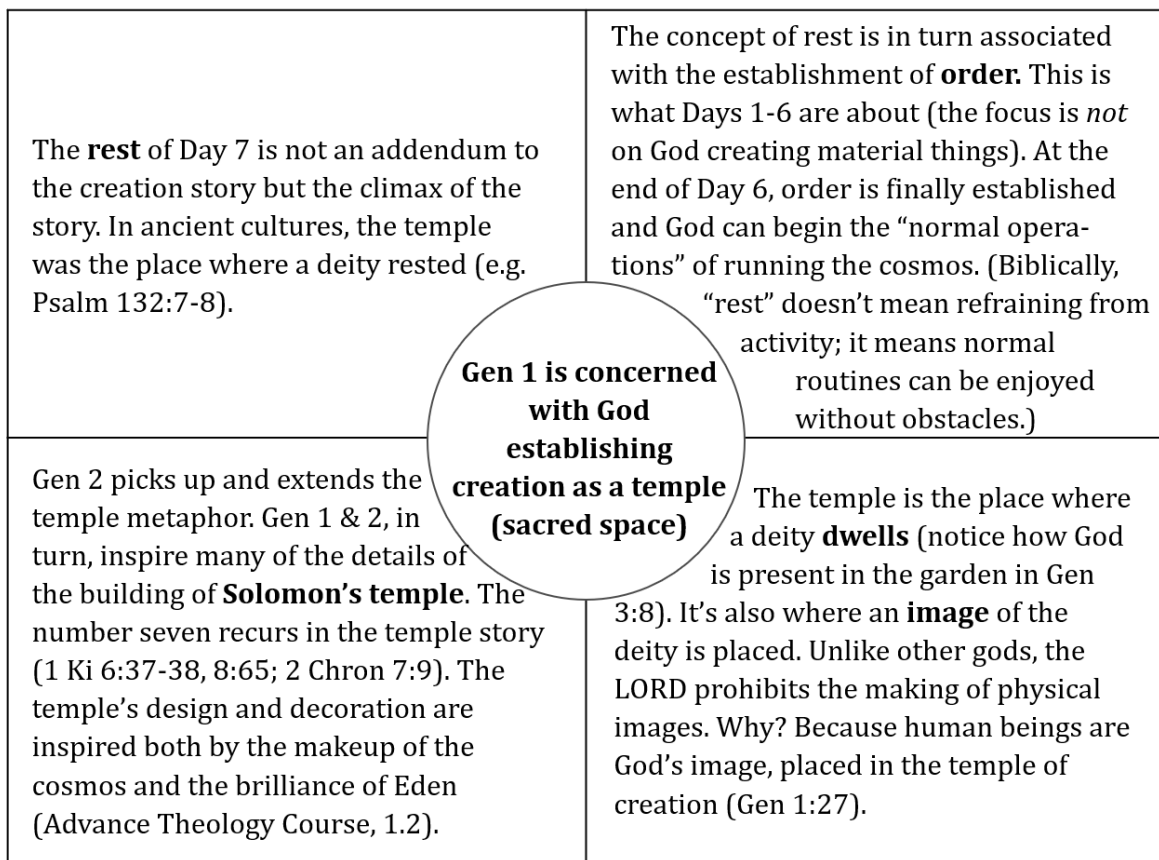 The rest of Day 7 is not an addendum to
the creation story but the climax of the
story. In ancient cultures, the temple
was the place where a deity rested (e.g.
Psalm 132:7-8).
The concept of rest is in turn associated
with the establishment of order. This is
what Days 1-6 are about (the focus is not
on God creating material things). At the
end of Day 6, order is finally established
and God can begin the “normal opera-
tions” of running the cosmos. (Biblically,
“rest” doesn’t mean refraining from
activity; it means normal
routines can be enjoyed
without obstacles.)
Gen 1 is concerned
with God
establishing
creation as a temple
(sacred space)
Gen 2 picks up and extends the
temple metaphor. Gen 1 & 2, in
turn, inspire many of the details of
the building of Solomon’s temple. The
number seven recurs in the temple story
(1 Ki 6:37-38, 8:65; 2 Chron 7:9). The
temple’s design and decoration are
inspired both by the makeup of the
cosmos and the brilliance of Eden
(Advance Theology Course, 1.2).
The temple is the place where
a deity dwells (notice how God
is present in the garden in Gen
3:8). It’s also where an image of the
deity is placed. Unlike other gods, the
LORD prohibits the making of physical
images. Why? Because human beings are
God’s image, placed in the temple of
creation (Gen 1:27).